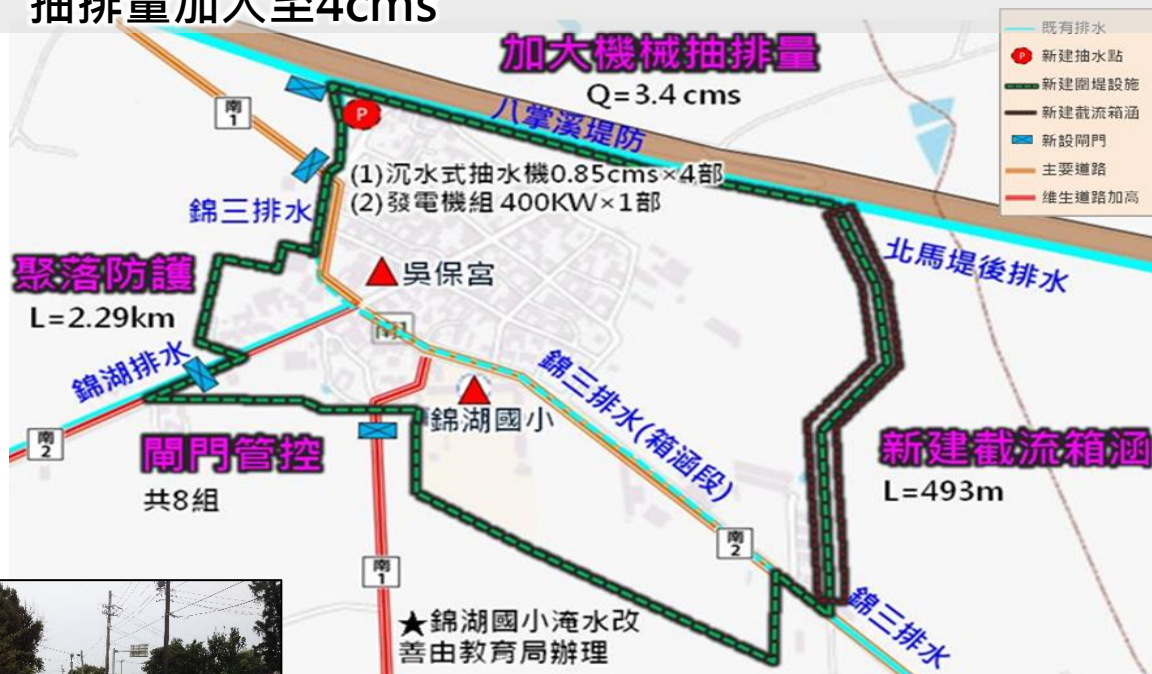 抽排量加大至4cms
加大機械抽排量
Q=3.4 cms
既有排水
新建抽水點
新建圍堤設施
新建截流箱涵
新設閘門
主要道路
維生道路加高
P
P
南
1
八掌溪堤防
(1)沉水式抽水機0.85cms×4部
(2)發電機組 400KW×1部
錦三排水
北馬堤後排水
聚落防護
L=2.29km
吳保宮
錦湖排水
錦三排水(箱涵段)
錦湖國小
南
2
閘門管控
共8組
新建截流箱涵
L=493m
南
2
南
1
錦三排水
★錦湖國小淹水改
善由教育局辦理